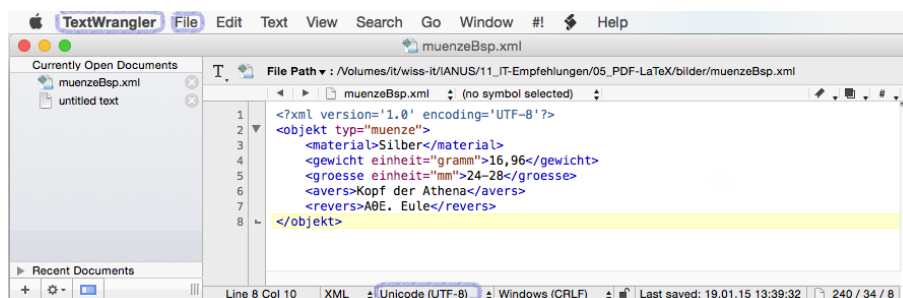 TextWrangler File Edit Text View Search Go Window #! Help
muenzeBsp.xml
Currently Open Documents
muenzeBsp.xml
untitled text
Recent Documents
T File Path ▾ : /Volumes/it/wiss-it/IANUS/11_IT-Empfehlungen/05_PDF-LaTeX/bilder/muenzeBsp.xml
muenzeBsp.xml (no symbol selected) #
1 <?xml version='1.0' encoding='UTF-8'?>
2 <objekt typ="muenze">
3 <material>Silber</material>
4 <gewicht einheit="gramm">16,96</gewicht>
5 <groesse einheit="mm">24–28</groesse>
6 <avers>Kopf der Athena</avers>
7 <revers>AΘE. Eule</revers>
8 </objekt>
Line 8 Col 10 XML Unicode (UTF-8) Windows (CRLF) Last saved: 19.01.15 13:39:32 240 / 34 / 8